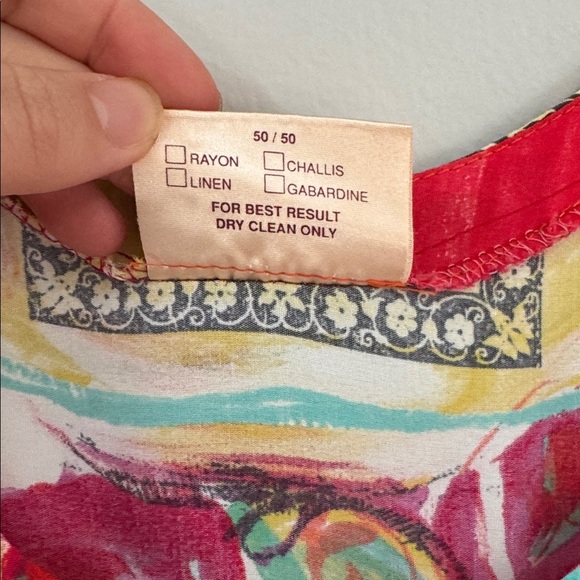 50 / 50
RAYON CHALLIS
LINEN GABARDINE
FOR BEST RESULT
DRY CLEAN ONLY